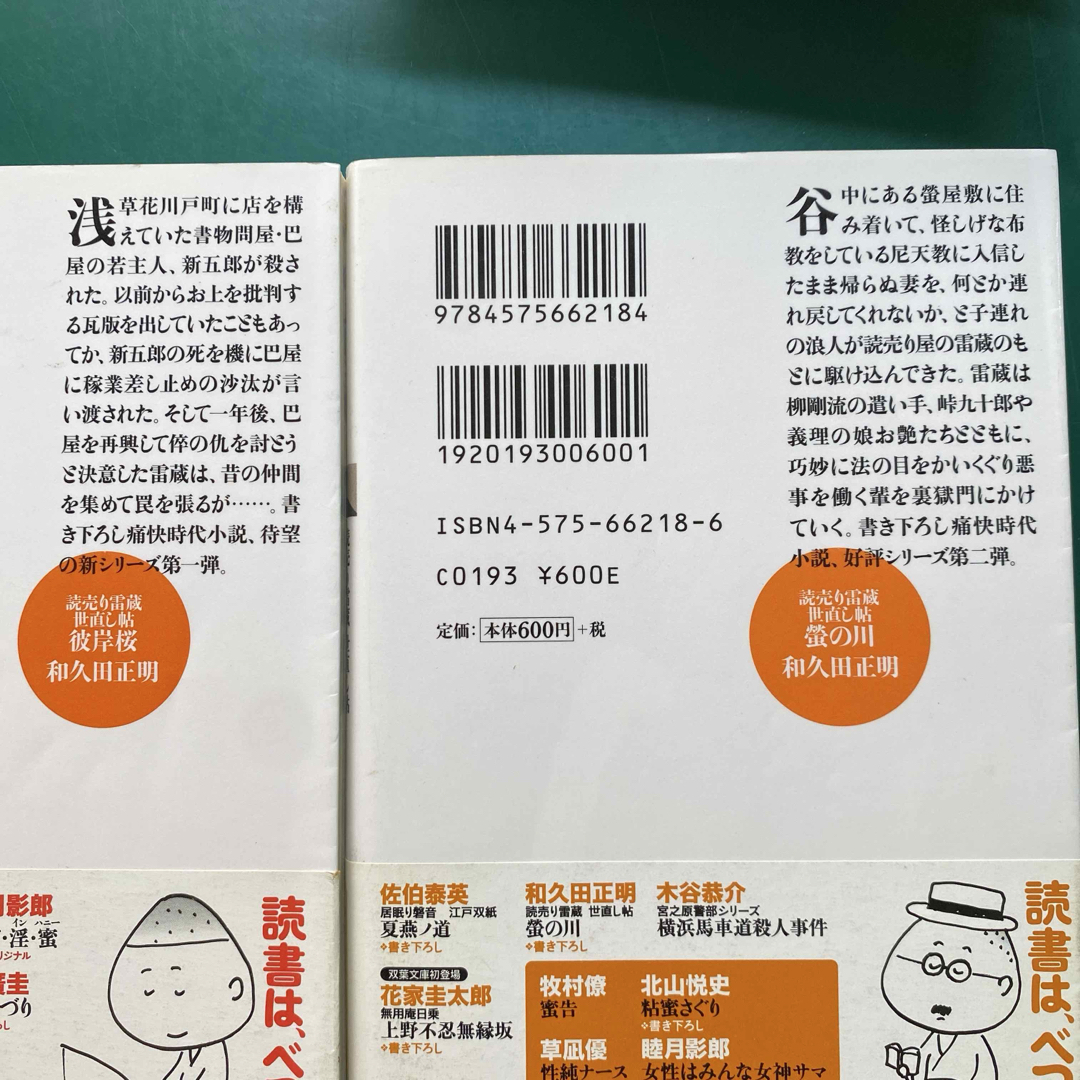 浅草花川戸町に店を構
えていた書物問屋・巴
屋の若主人、新五郎が殺さ
れた。以前からお上を批判す
る瓦版を出していたこともあっ
てか、新五郎の死を機に巴屋
に稼業差し止めの沙汰が言
い渡された。そして一年後、巴
屋を再興して倅の仇を討とう
と決意した雷蔵は、昔の仲間
を集めて罠を張るが……。書
き下ろし痛快時代小説、待望
の新シリーズ第一弾。
読売り雷蔵
世直し帖
彼岸桜
和久田正明
9784575662184
1920193006001
ISBN4-575-66218-6
C0193 ¥600E
定価：本体600円+税
谷中にある螢屋敷に住
み着いて、怪しげな布
教をしている尼天教に入信し
たまま帰らぬ妻を、何とか連
れ戻してくれないか、と子連れ
の浪人が読売り屋の雷蔵のも
とに駆け込んできた。雷蔵は
柳剛流の遣い手、峠九十郎や
義理の娘お艶たちとともに、
巧妙に法の目をかいくぐり悪
事を働く輩を裏獄門にかけ
ていく。書き下ろし痛快時代
小説、好評シリーズ第二弾。
読売り雷蔵
世直し帖
螢の川
和久田正明
影郎
・淫・蜜
イン ハニー
リジナル
圭
づり
読書は、べ
佐伯泰英
居眠り磐音 江戸双紙
夏燕ノ道
❖書き下ろし
和久田正明
読売り雷蔵 世直し帖
螢の川
❖書き下ろし
木谷恭介
宮之原警部シリーズ
横浜馬車道殺人事件
双葉文庫初登場
花家圭太郎
無用庵日乗
上野不忍無縁坂
❖書き下ろし
牧村僚
蜜告
北山悦史
粘蜜さぐり
❖書き下ろし
草凪優
性純ナース
睦月影郎
女性はみんな女神サマ
読書は、べつ